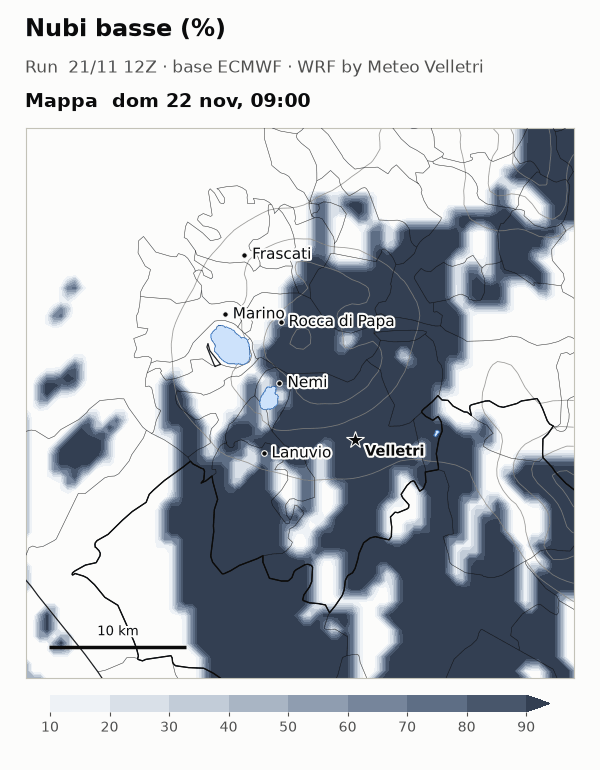 Nubi basse (%)
Run  21/11 12Z · base ECMWF · WRF by Meteo Velletri
Mappa  dom 22 nov, 09:00
Frascati
Marino
Rocca di Papa
Nemi
Velletri
Lanuvio
10 km
10 20 30 40 50 60 70 80 90